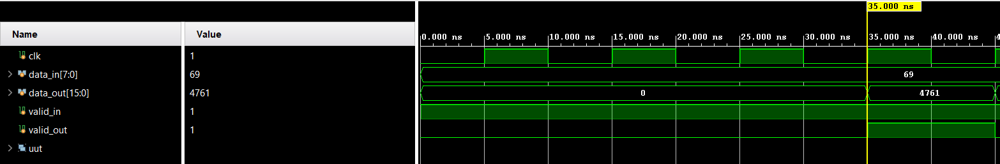 35.000 ns
Name Value
0.000 ns 5.000 ns 10.000 ns 15.000 ns 20.000 ns 25.000 ns 30.000 ns 35.000 ns 40.000 ns
clk 1
data_in[7:0] 69 69
data_out[15:0] 4761 0 4761
valid_in 1
valid_out 1
uut